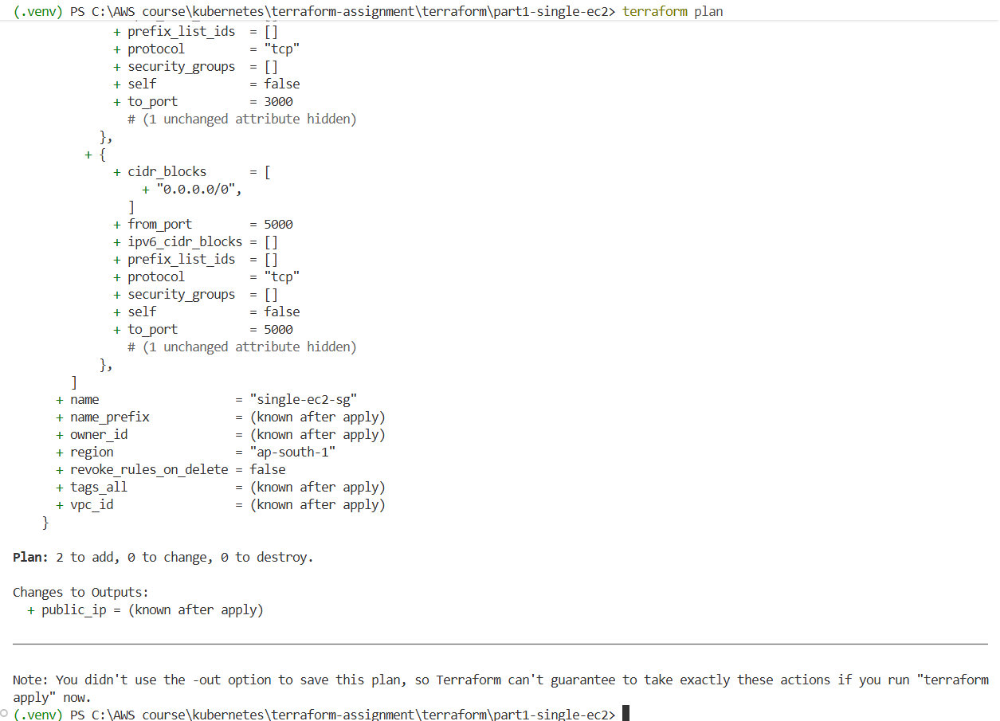 (.venv) PS C:\AWS course\kubernetes\terraform-assignment\terraform\part1-single-ec2> terraform plan
+ prefix_list_ids  = []
+ protocol         = "tcp"
+ security_groups  = []
+ self             = false
+ to_port          = 3000
# (1 unchanged attribute hidden)
},
+ {
+ cidr_blocks      = [
+ "0.0.0.0/0",
]
+ from_port        = 5000
+ ipv6_cidr_blocks = []
+ prefix_list_ids  = []
+ protocol         = "tcp"
+ security_groups  = []
+ self             = false
+ to_port          = 5000
# (1 unchanged attribute hidden)
},
]
+ name                   = "single-ec2-sg"
+ name_prefix            = (known after apply)
+ owner_id               = (known after apply)
+ region                 = "ap-south-1"
+ revoke_rules_on_delete = false
+ tags_all               = (known after apply)
+ vpc_id                 = (known after apply)
}
Plan: 2 to add, 0 to change, 0 to destroy.
Changes to Outputs:
+ public_ip = (known after apply)
Note: You didn't use the -out option to save this plan, so Terraform can't guarantee to take exactly these actions if you run "terraform
apply" now.
(.venv) PS C:\AWS course\kubernetes\terraform-assignment\terraform\part1-single-ec2>